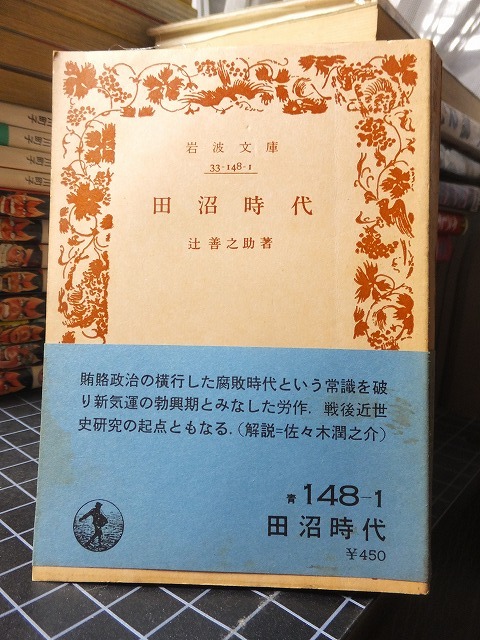 岩波文庫
33-148-1
田沼時代
辻善之助著
賄賂政治の横行した腐敗時代という常識を破
り新気運の勃興期とみなした労作．戦後近世
史研究の起点ともなる．（解説=佐々木潤之介）
青 148-1
田沼時代
￥450